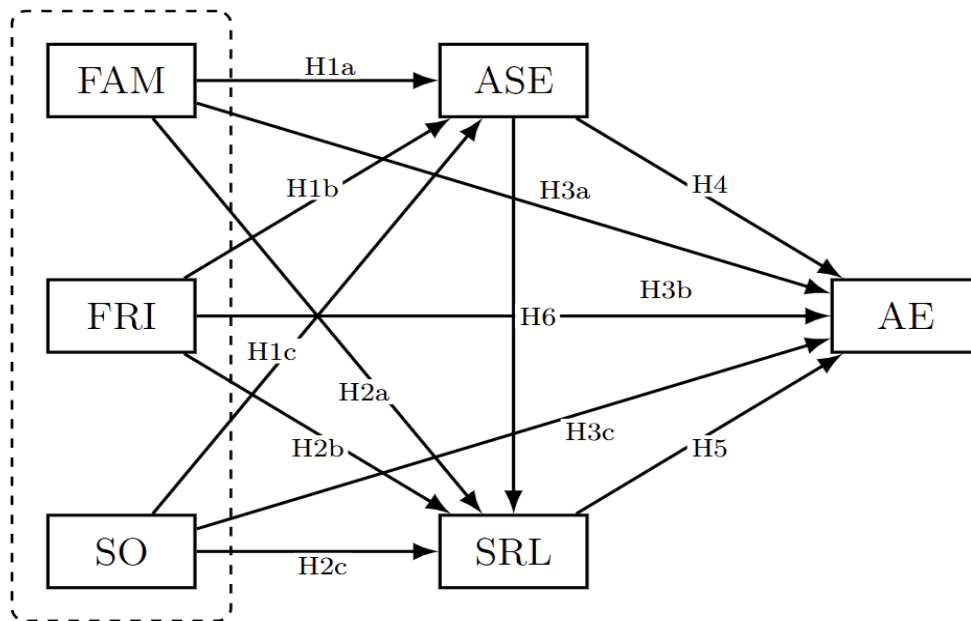 FAM
H1a
ASE
H1b
H3a
H4
FRI
H3b
AE
H6
H1c
H2a
H2b
H3c
H5
SO
H2c
SRL